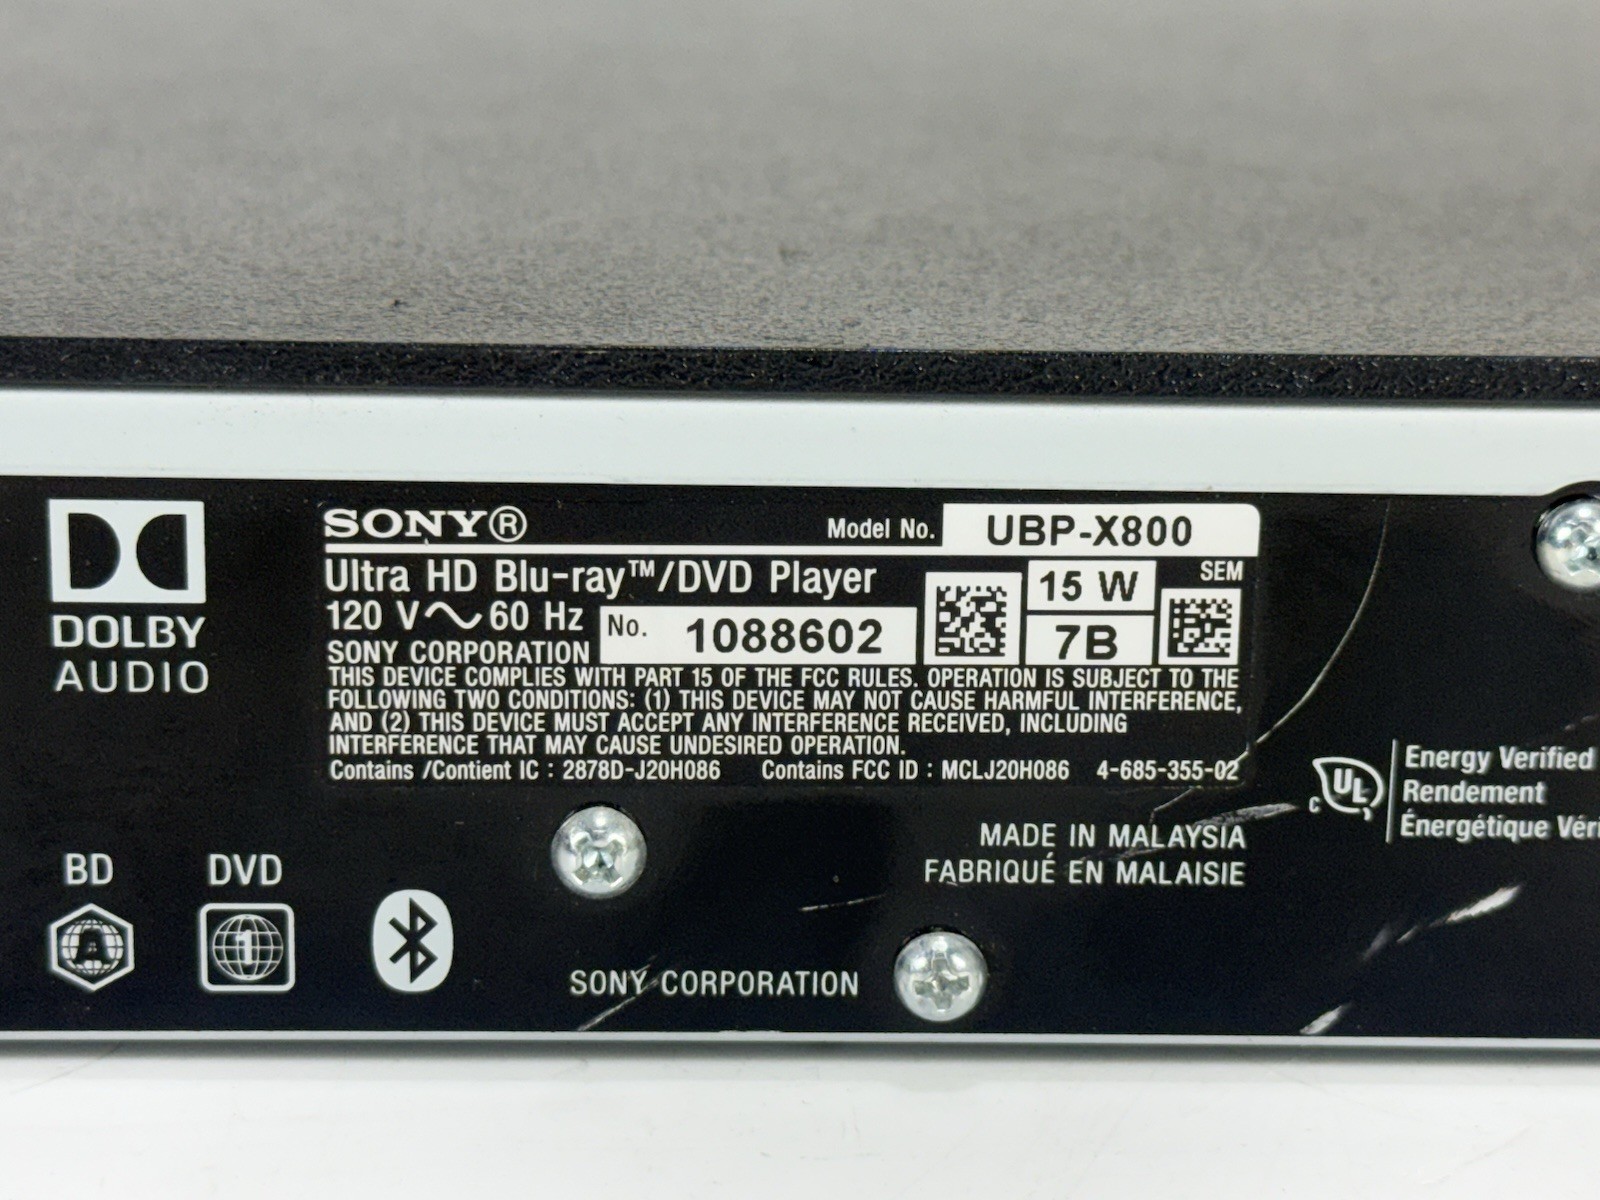 DOLBY
AUDIO
SONY®
Model No. UBP-X800
Ultra HD Blu-ray™/DVD Player
120 V～60 Hz
No. 1088602
15 W
7B
SEM
SONY CORPORATION
THIS DEVICE COMPLIES WITH PART 15 OF THE FCC RULES. OPERATION IS SUBJECT TO THE
FOLLOWING TWO CONDITIONS: (1) THIS DEVICE MAY NOT CAUSE HARMFUL INTERFERENCE,
AND (2) THIS DEVICE MUST ACCEPT ANY INTERFERENCE RECEIVED, INCLUDING
INTERFERENCE THAT MAY CAUSE UNDESIRED OPERATION.
Contains /Contient IC : 2878D-J20H086 Contains FCC ID : MCLJ20H086 4-685-355-02
C UL
Energy Verified
Rendement
Énergétique Véri
MADE IN MALAYSIA
FABRIQUÉ EN MALAISIE
BD
A
DVD
1
SONY CORPORATION